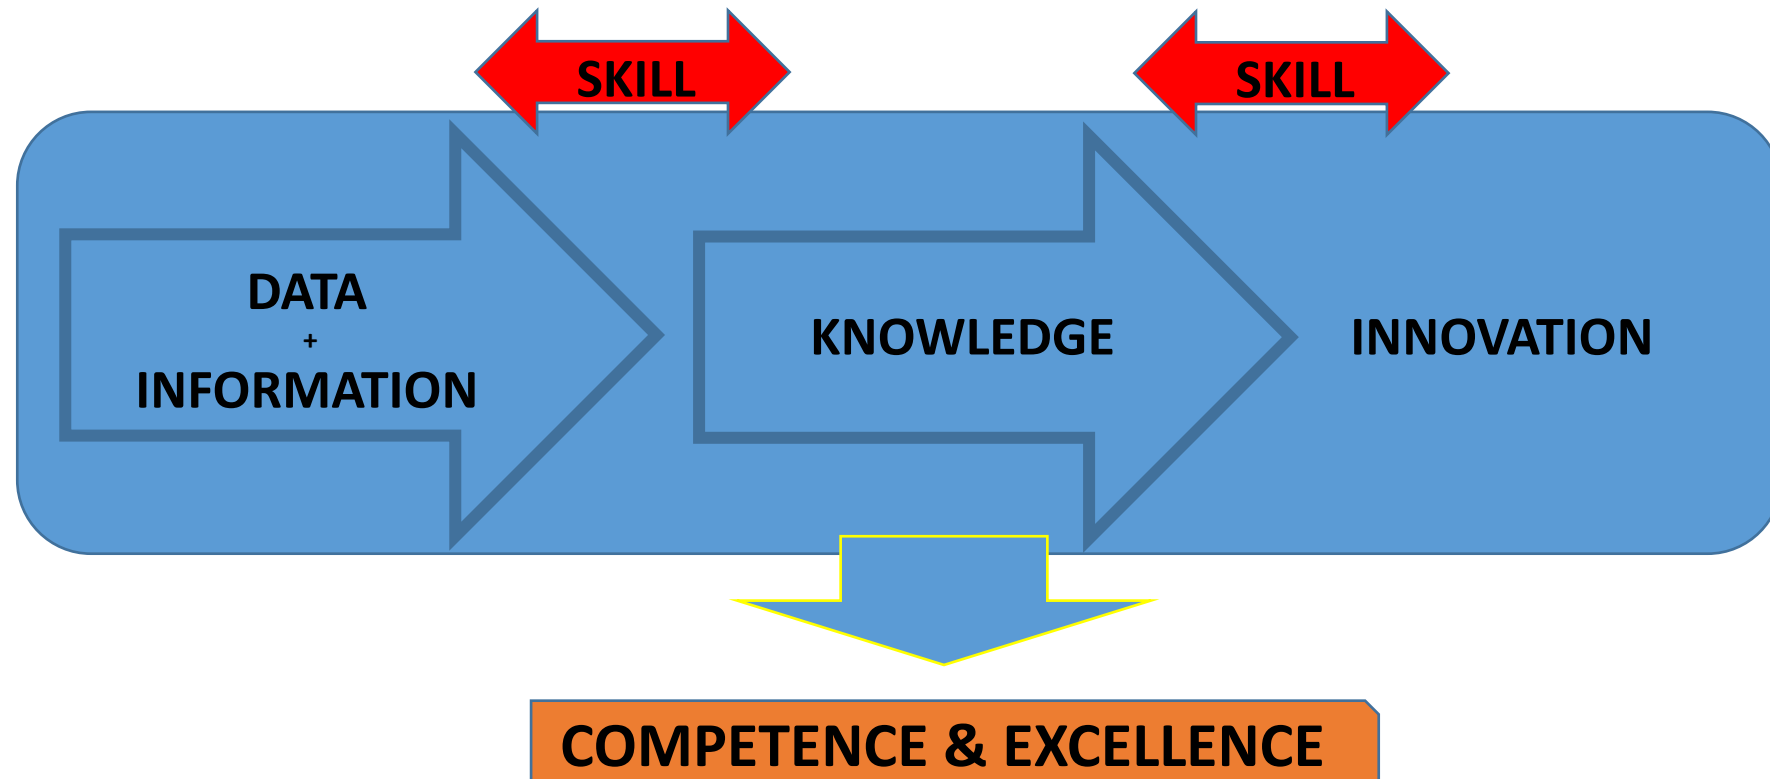 SKILL
SKILL
DATA
+
INFORMATION
KNOWLEDGE
INNOVATION
COMPETENCE & EXCELLENCE